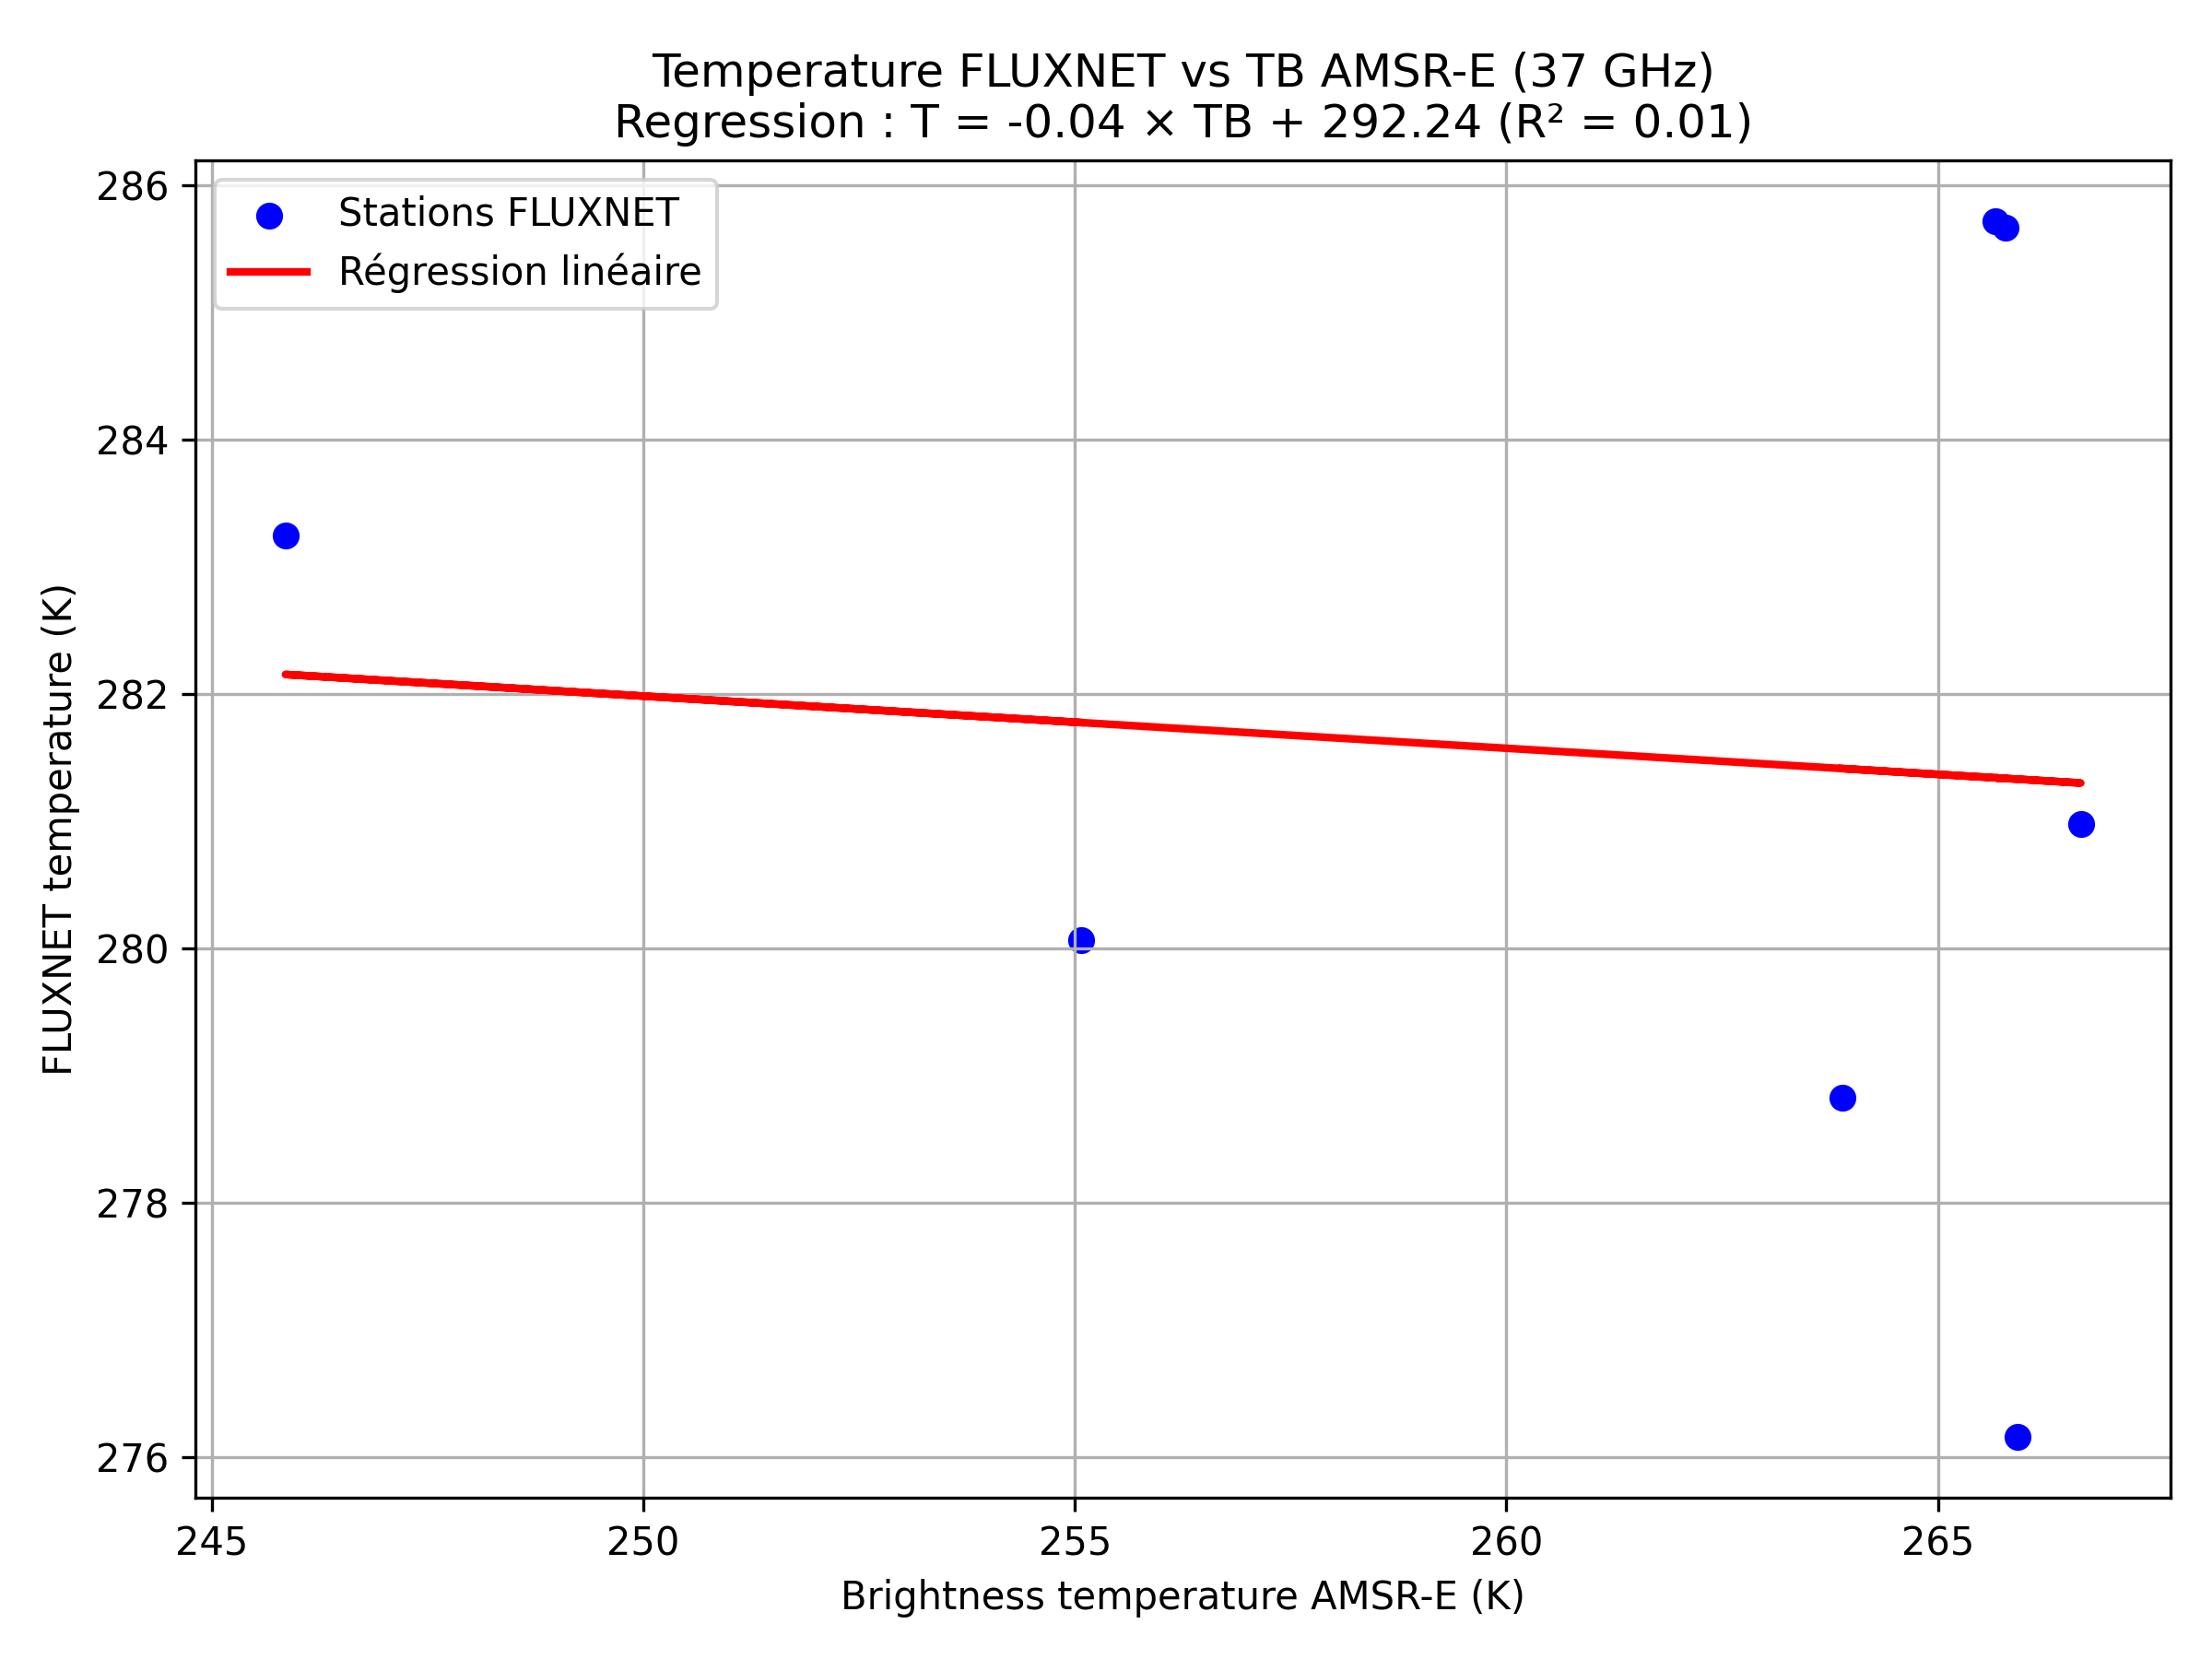 Temperature FLUXNET vs TB AMSR-E (37 GHz)
Regression : T = -0.04 × TB + 292.24 (R² = 0.01)
Stations FLUXNET
Régression linéaire
286
284
282
280
278
276
FLUXNET temperature (K)
245 250 255 260 265
Brightness temperature AMSR-E (K)